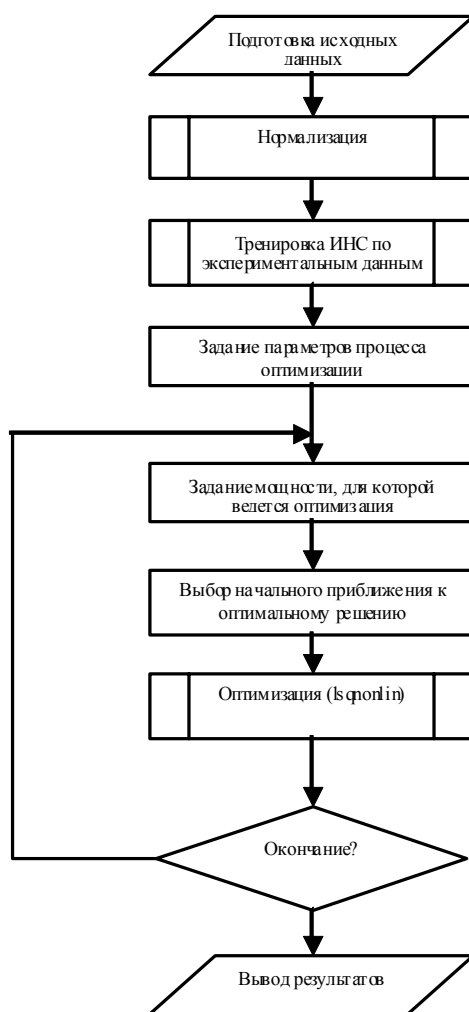 Подготовка исходных
данных
Нормализация
Тренировка ИНС по
экспериментальным данным
Задание параметров процесса
оптимизации
Задание мощности, для которой
ведется оптимизация
Выбор начального приближения к
оптимальному решению
Оптимизация (lsqnonlin)
Окончание?
Вывод результатов